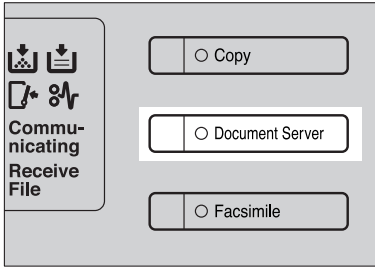 Copy
Document Server
Facsimile
Commu-
nicating
Receive
File